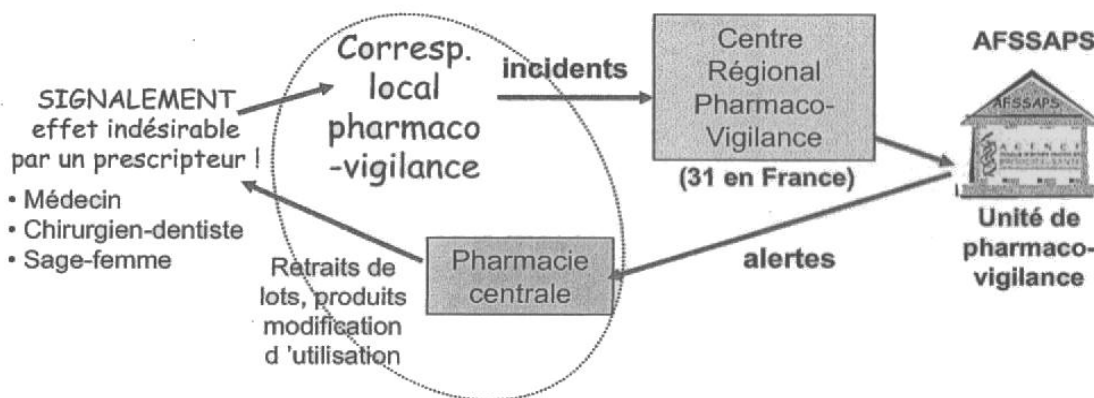 SIGNALEMENT
effet indésirable
par un prescripteur !
• Médecin
• Chirurgien-dentiste
• Sage-femme
Corresp.
local
pharmaco
-vigilance
incidents
Centre
Régional
Pharmaco-
Vigilance
(31 en France)
AFSSAPS
AFSSAPS
AGENCE
Unité de
pharmaco-
vigilance
alertes
Pharmacie
centrale
Retraits de
lots, produits
modification
d 'utilisation